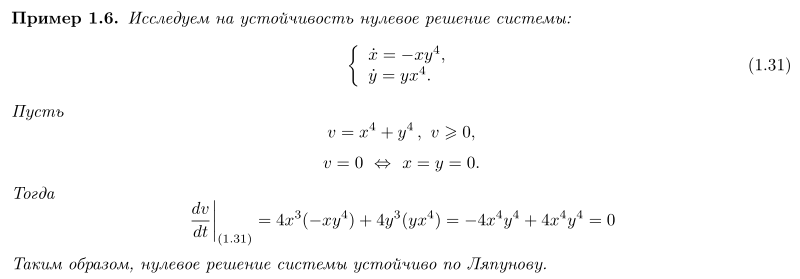 Пример 1.6. Исследуем на устойчивость нулевое решение системы:
{ ẋ = −xy⁴,
ẏ = yx⁴. (1.31)
Пусть
v = x⁴ + y⁴ , v ⩾ 0,
v = 0 ⇔ x = y = 0.
Тогда
dv/dt |(1.31) = 4x³(−xy⁴) + 4y³(yx⁴) = −4x⁴y⁴ + 4x⁴y⁴ = 0
Таким образом, нулевое решение системы устойчиво по Ляпунову.